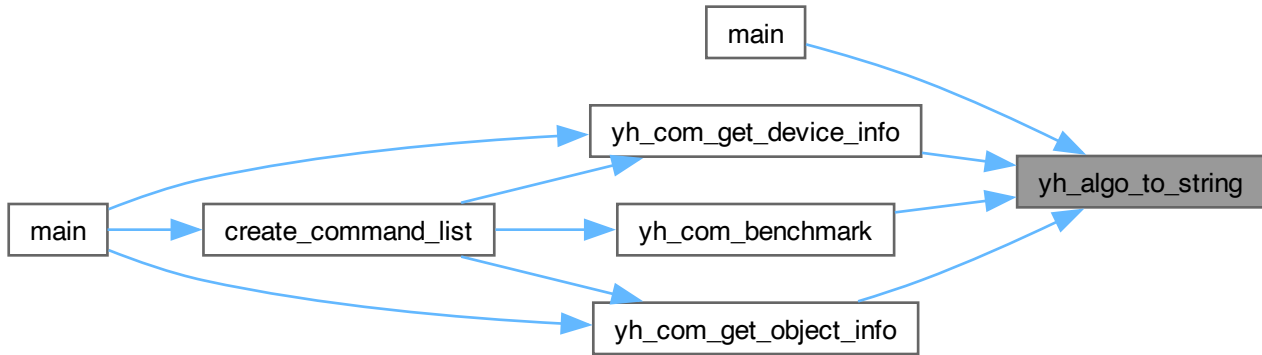 main
yh_com_get_device_info
yh_algo_to_string
main
create_command_list
yh_com_benchmark
yh_com_get_object_info